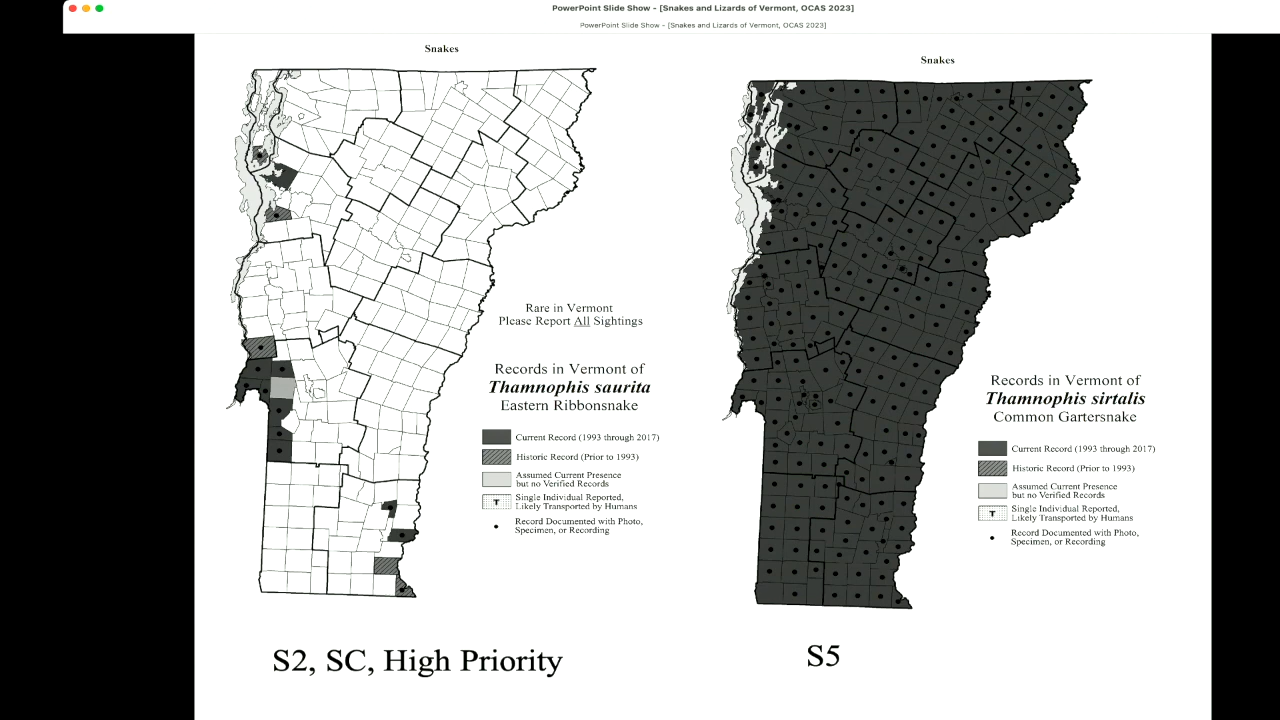 PowerPoint Slide Show - [Snakes and Lizards of Vermont, OCAS 2023]
PowerPoint Slide Show - [Snakes and Lizards of Vermont, OCAS 2023]
Snakes
Rare in Vermont
Please Report All Sightings
Records in Vermont of
Thamnophis saurita
Eastern Ribbonsnake
Current Record (1993 through 2017)
Historic Record (Prior to 1993)
Assumed Current Presence
but no Verified Records
T
Single Individual Reported,
Likely Transported by Humans
Record Documented with Photo,
Specimen, or Recording
S2, SC, High Priority
Snakes
Records in Vermont of
Thamnophis sirtalis
Common Gartersnake
Current Record (1993 through 2017)
Historic Record (Prior to 1993)
Assumed Current Presence
but no Verified Records
T
Single Individual Reported,
Likely Transported by Humans
Record Documented with Photo,
Specimen, or Recording
S5